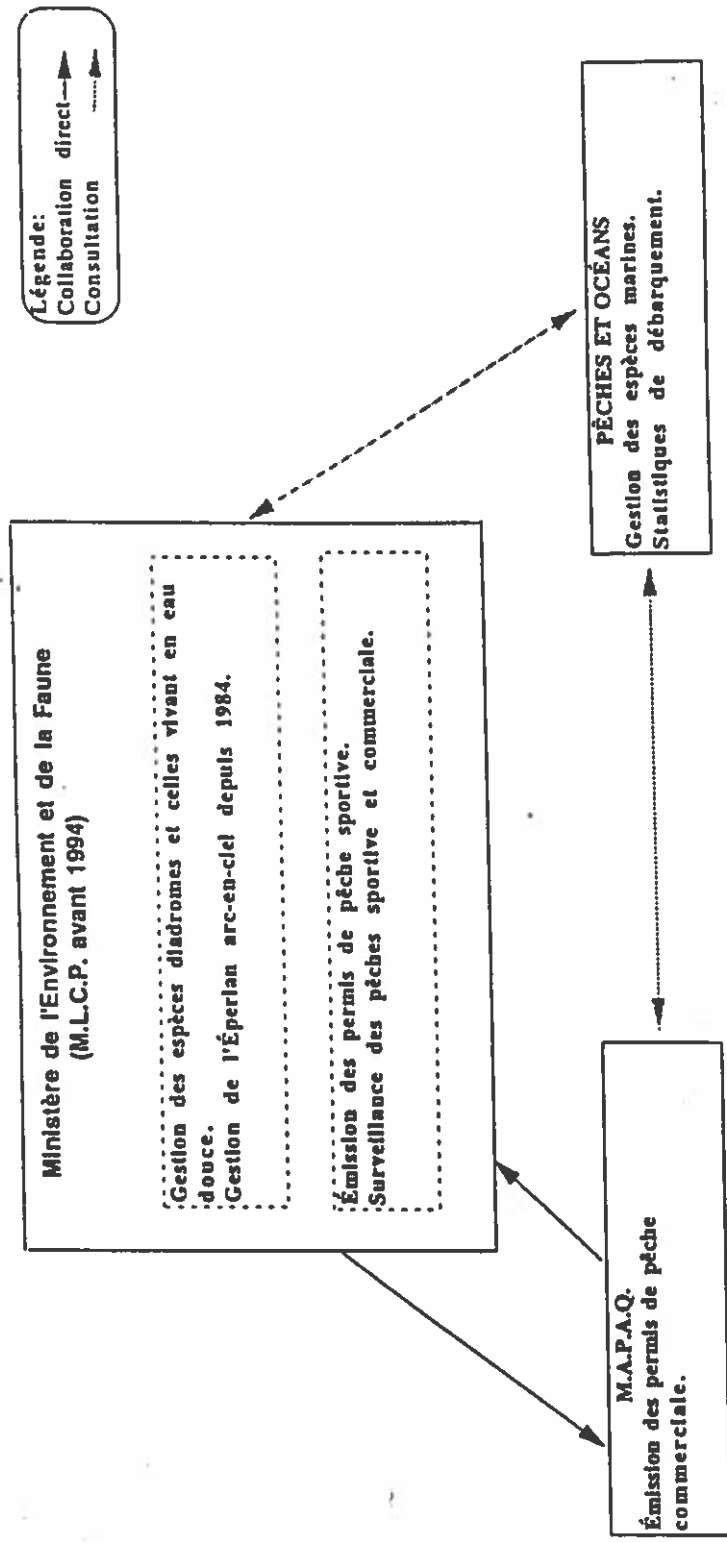 Légende:
Collaboration direct
Consultation
Ministère de l'Environnement et de la Faune
(M.L.C.P. avant 1994)
Gestion des espèces diadromes et celles vivant en eau
douce.
Gestion de l'Éperlan arc-en-ciel depuis 1984.
Émission des permis de pêche sportive.
Surveillance des pêches sportive et commerciale.
M.A.P.A.Q.
Émission des permis de pêche
commerciale.
PÊCHES ET OCÉANS
Gestion des espèces marines.
Statistiques de débarquement.